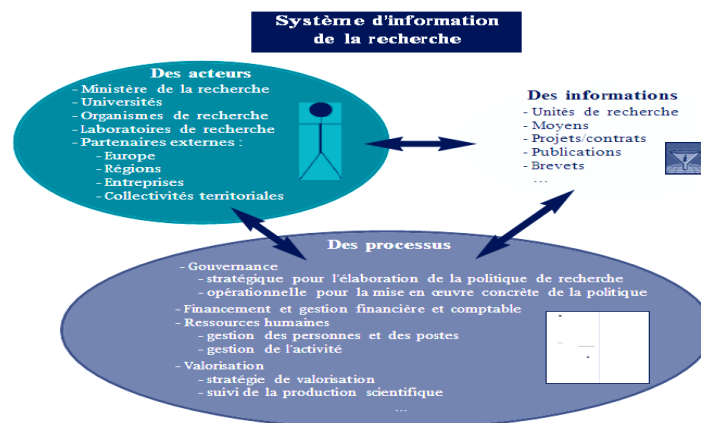 Système d'information
de la recherche
Des acteurs
- Ministère de la recherche
- Universités
- Organismes de recherche
- Laboratoires de recherche
- Partenaires externes :
- Europe
- Régions
- Entreprises
- Collectivités territoriales
Des informations
- Unités de recherche
- Moyens
- Projets/contrats
- Publications
- Brevets
...
Des processus
- Gouvernance
- stratégique pour l'élaboration de la politique de recherche
- opérationnelle pour la mise en œuvre concrète de la politique
- Financement et gestion financière et comptable
- Ressources humaines
- gestion des personnes et des postes
- gestion de l'activité
- Valorisation
- stratégie de valorisation
- suivi de la production scientifique
...